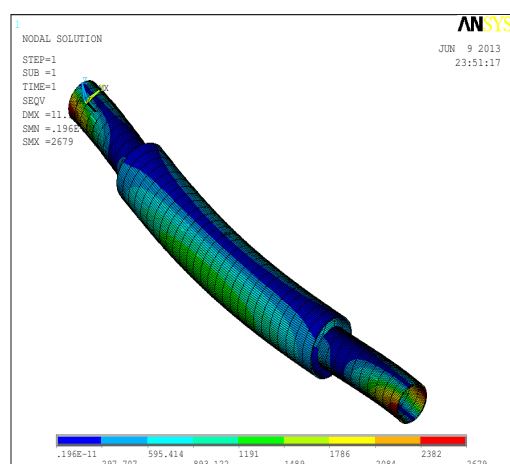 1
ANSYS
NODAL SOLUTION
JUN 9 2013
23:51:17
STEP=1
SUB =1
TIME=1
SEQV
DMX =11.
SMN =.196E-
SMX =2679
MX
.196E-11 595.414 1191 1786 2382
297.707 893.122 1489 2084 2679